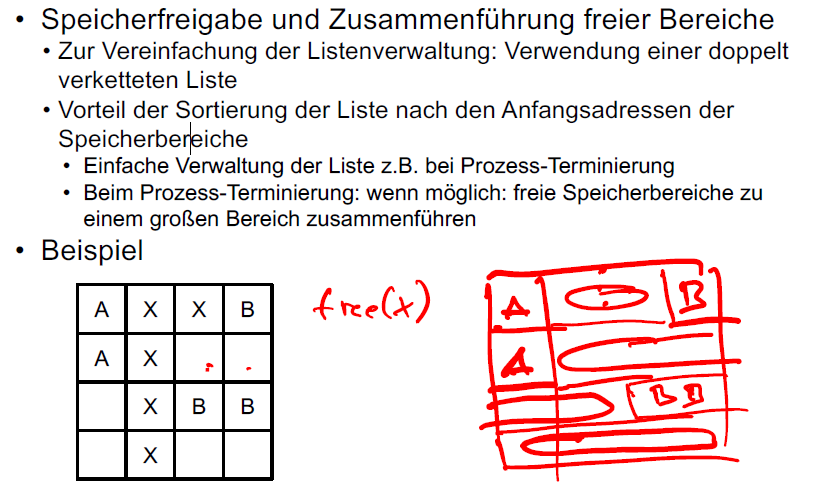 • Speicherfreigabe und Zusammenführung freier Bereiche
• Zur Vereinfachung der Listenverwaltung: Verwendung einer doppelt
verketteten Liste
• Vorteil der Sortierung der Liste nach den Anfangsadressen der
Speicherbereiche
• Einfache Verwaltung der Liste z.B. bei Prozess-Terminierung
• Beim Prozess-Terminierung: wenn möglich: freie Speicherbereiche zu
einem großen Bereich zusammenführen
• Beispiel
A X X B
A X
X B B
X
free(x)
A B
A
B B